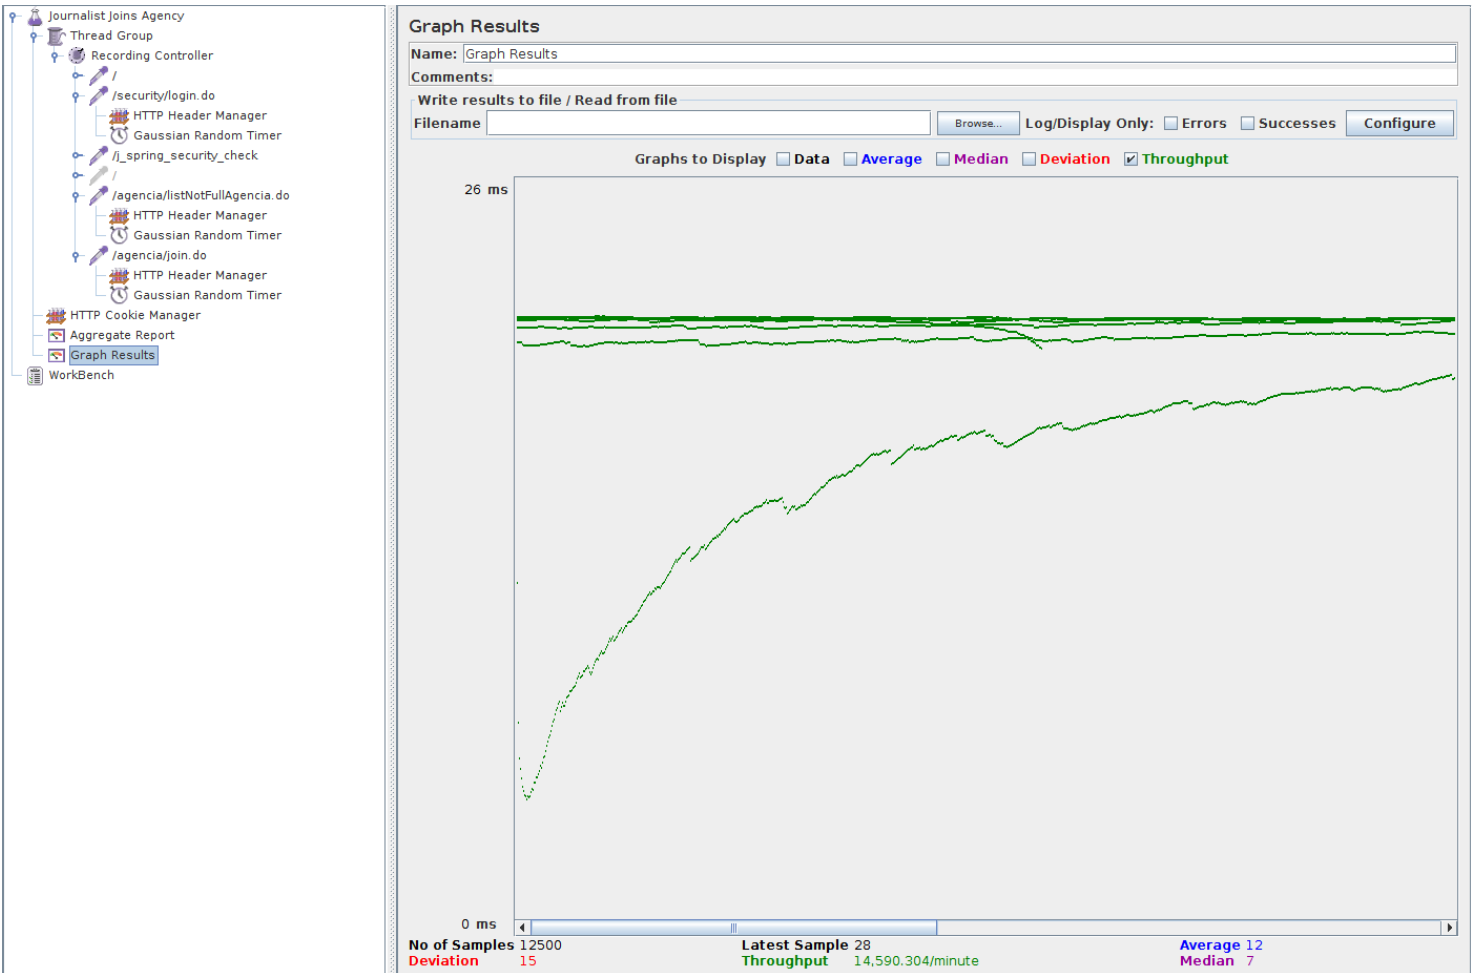 Journalist Joins Agency
Thread Group
Recording Controller
/
/security/login.do
HTTP Header Manager
Gaussian Random Timer
/j_spring_security_check
/
/agencia/listNotFullAgencia.do
HTTP Header Manager
Gaussian Random Timer
/agencia/join.do
HTTP Header Manager
Gaussian Random Timer
HTTP Cookie Manager
Aggregate Report
Graph Results
WorkBench
Graph Results
Name: Graph Results
Comments:
Write results to file / Read from file
Filename Browse... Log/Display Only: Errors Successes Configure
Graphs to Display Data Average Median Deviation Throughput
26 ms
0 ms
No of Samples 12500 Latest Sample 28 Average 12
Deviation 15 Throughput 14,590.304/minute Median 7